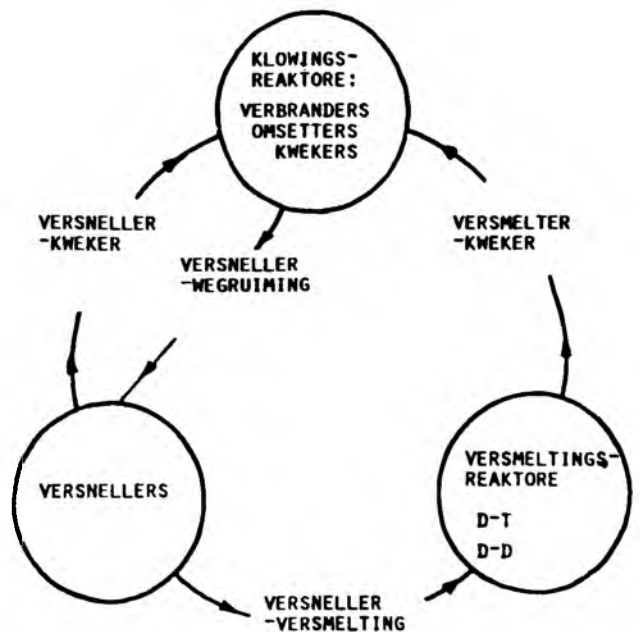 KLOWINGS-
REAKTORE:
VERBRANDERS
OMSETTERS
KWEKERS
VERSNELLER
-KWEKER
VERSMELTER
-KWEKER
VERSNELLER
-WEGRUIMING
VERSNELLERS
VERSMELTINGS-
REAKTORE
D-T
D-D
VERSNELLER
-VERSMELTING